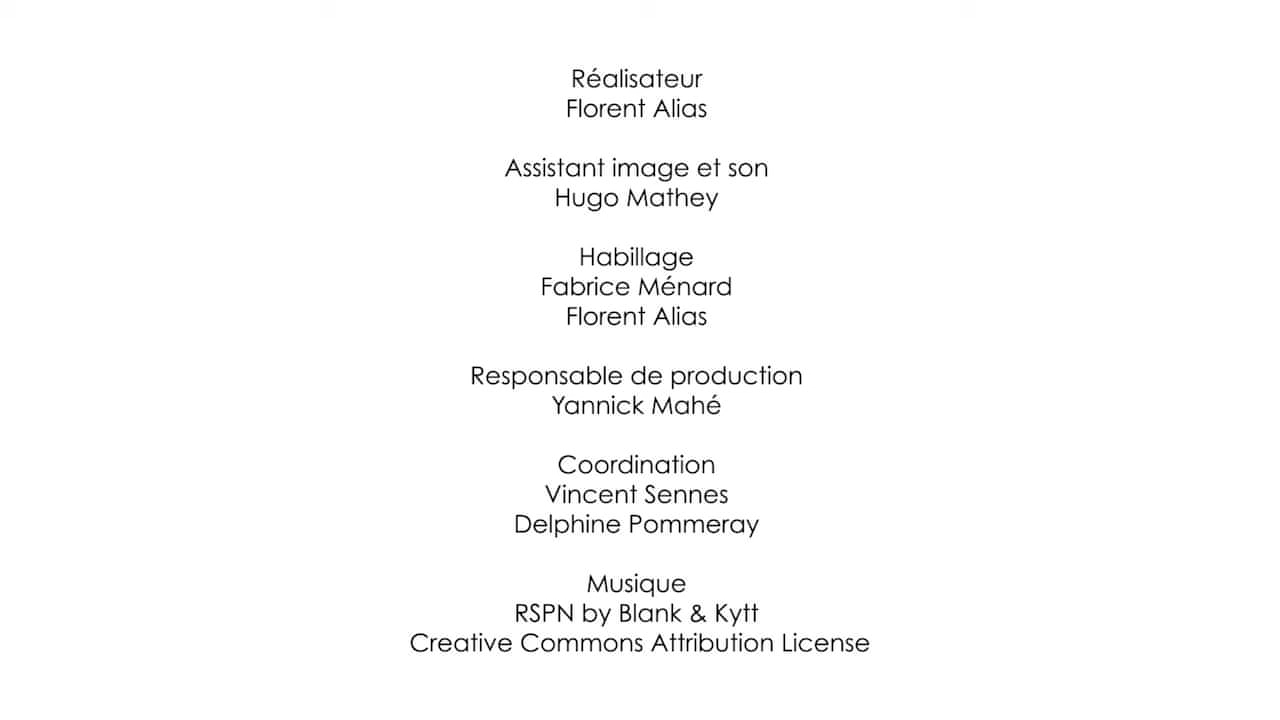 Réalisateur
Florent Alias
Assistant image et son
Hugo Mathey
Habillage
Fabrice Ménard
Florent Alias
Responsable de production
Yannick Mahé
Coordination
Vincent Sennes
Delphine Pommeray
Musique
RSPN by Blank & Kytt
Creative Commons Attribution License